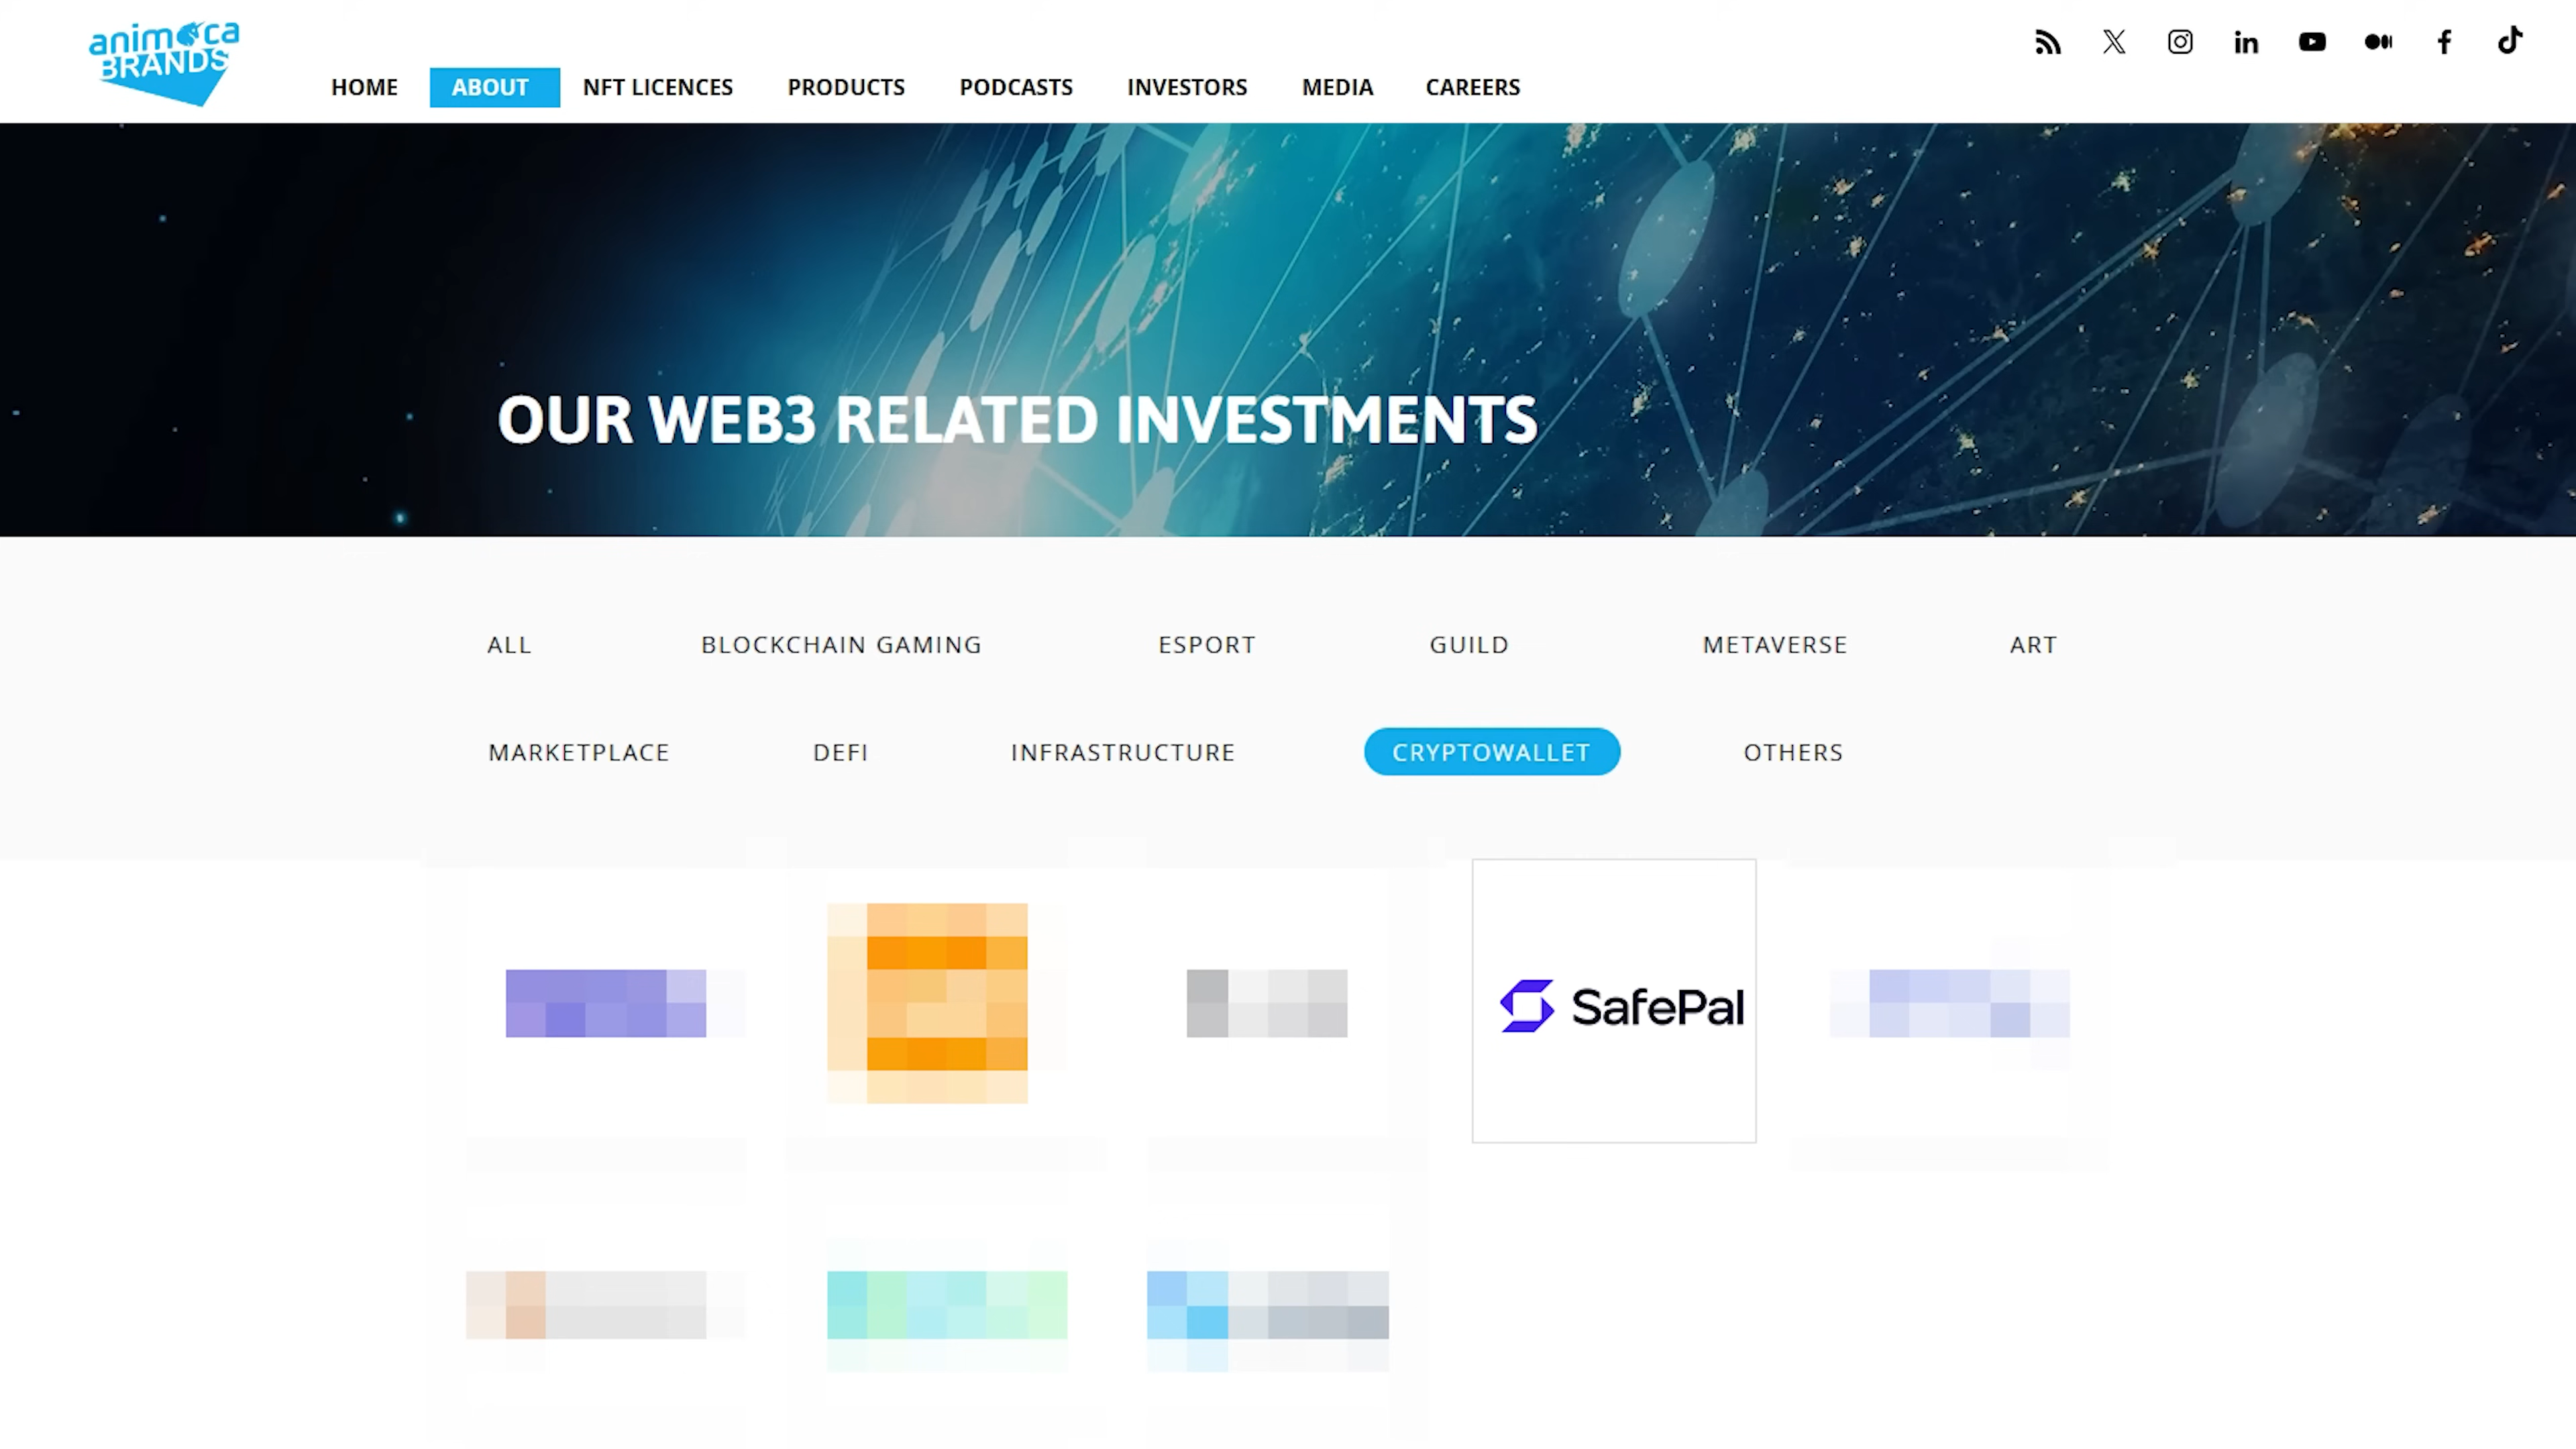 animoca
BRANDS
HOME
ABOUT
NFT LICENCES
PRODUCTS
PODCASTS
INVESTORS
MEDIA
CAREERS
OUR WEB3 RELATED INVESTMENTS
ALL
BLOCKCHAIN GAMING
ESPORT
GUILD
METAVERSE
ART
MARKETPLACE
DEFI
INFRASTRUCTURE
CRYPTOWALLET
OTHERS
SafePal